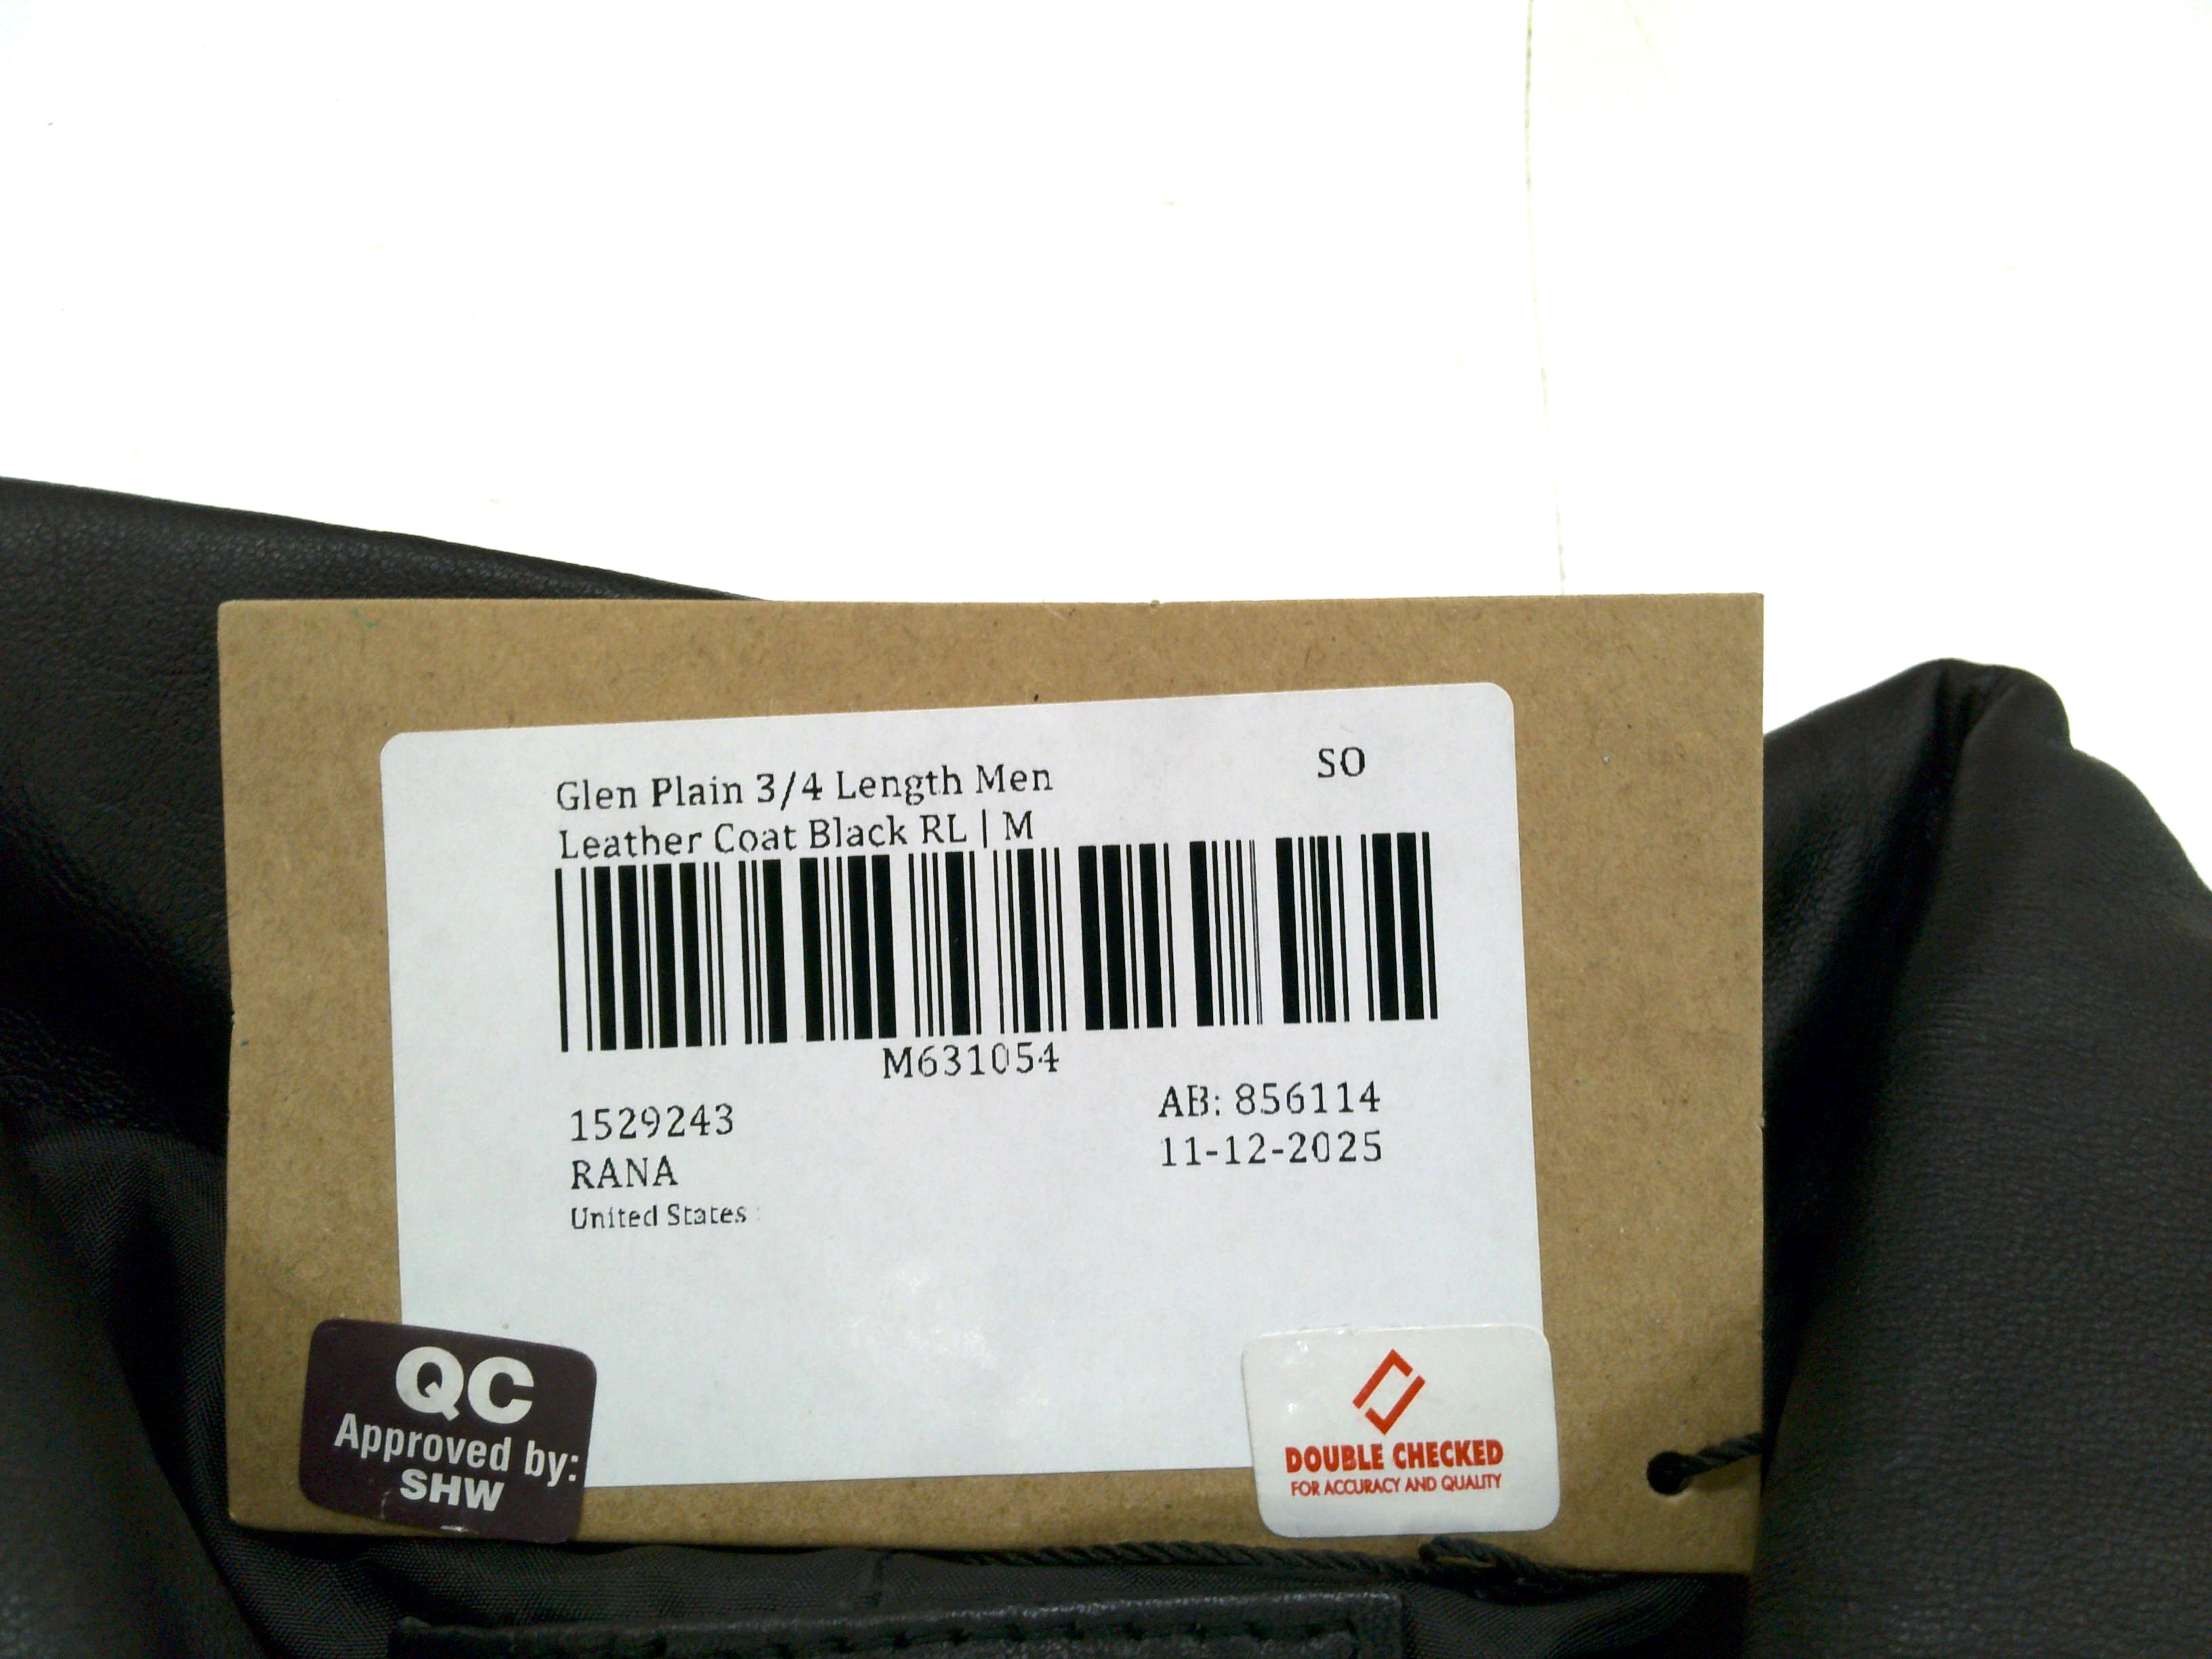 Glen Plain 3/4 Length Men
SO
Leather Coat Black RL | M
M631054
1529243
AB: 856114
RANA
11-12-2025
United States
QC
Approved by:
SHW
DOUBLE CHECKED
FOR ACCURACY AND QUALITY